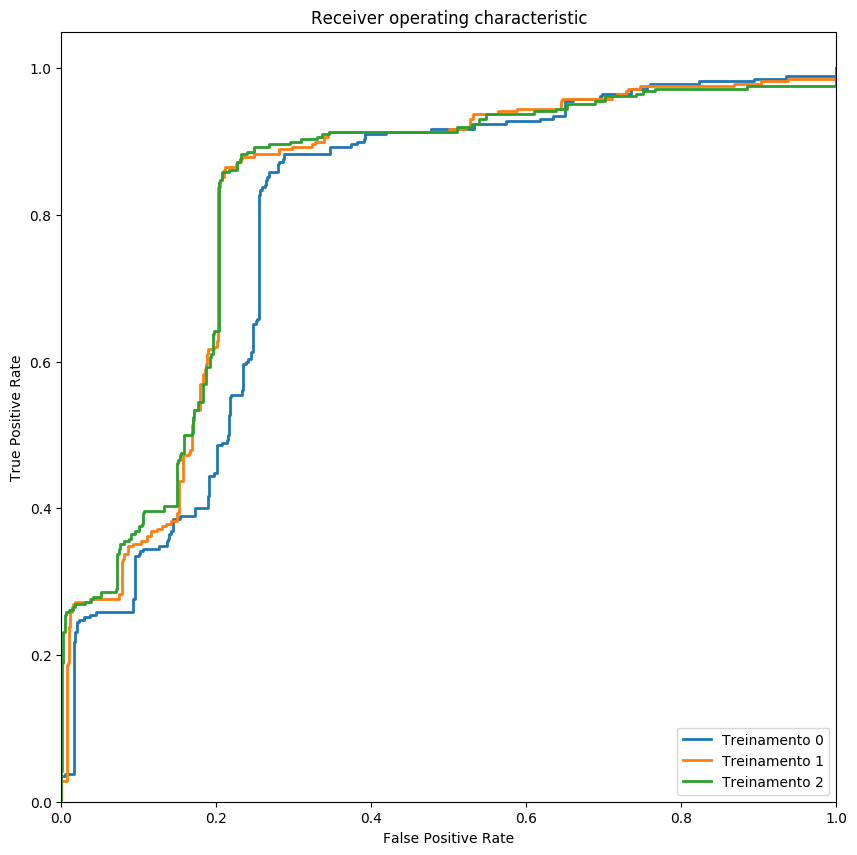 Receiver operating characteristic
True Positive Rate
1.0
0.8
0.6
0.4
0.2
0.0
0.0 0.2 0.4 0.6 0.8 1.0
False Positive Rate
Treinamento 0
Treinamento 1
Treinamento 2